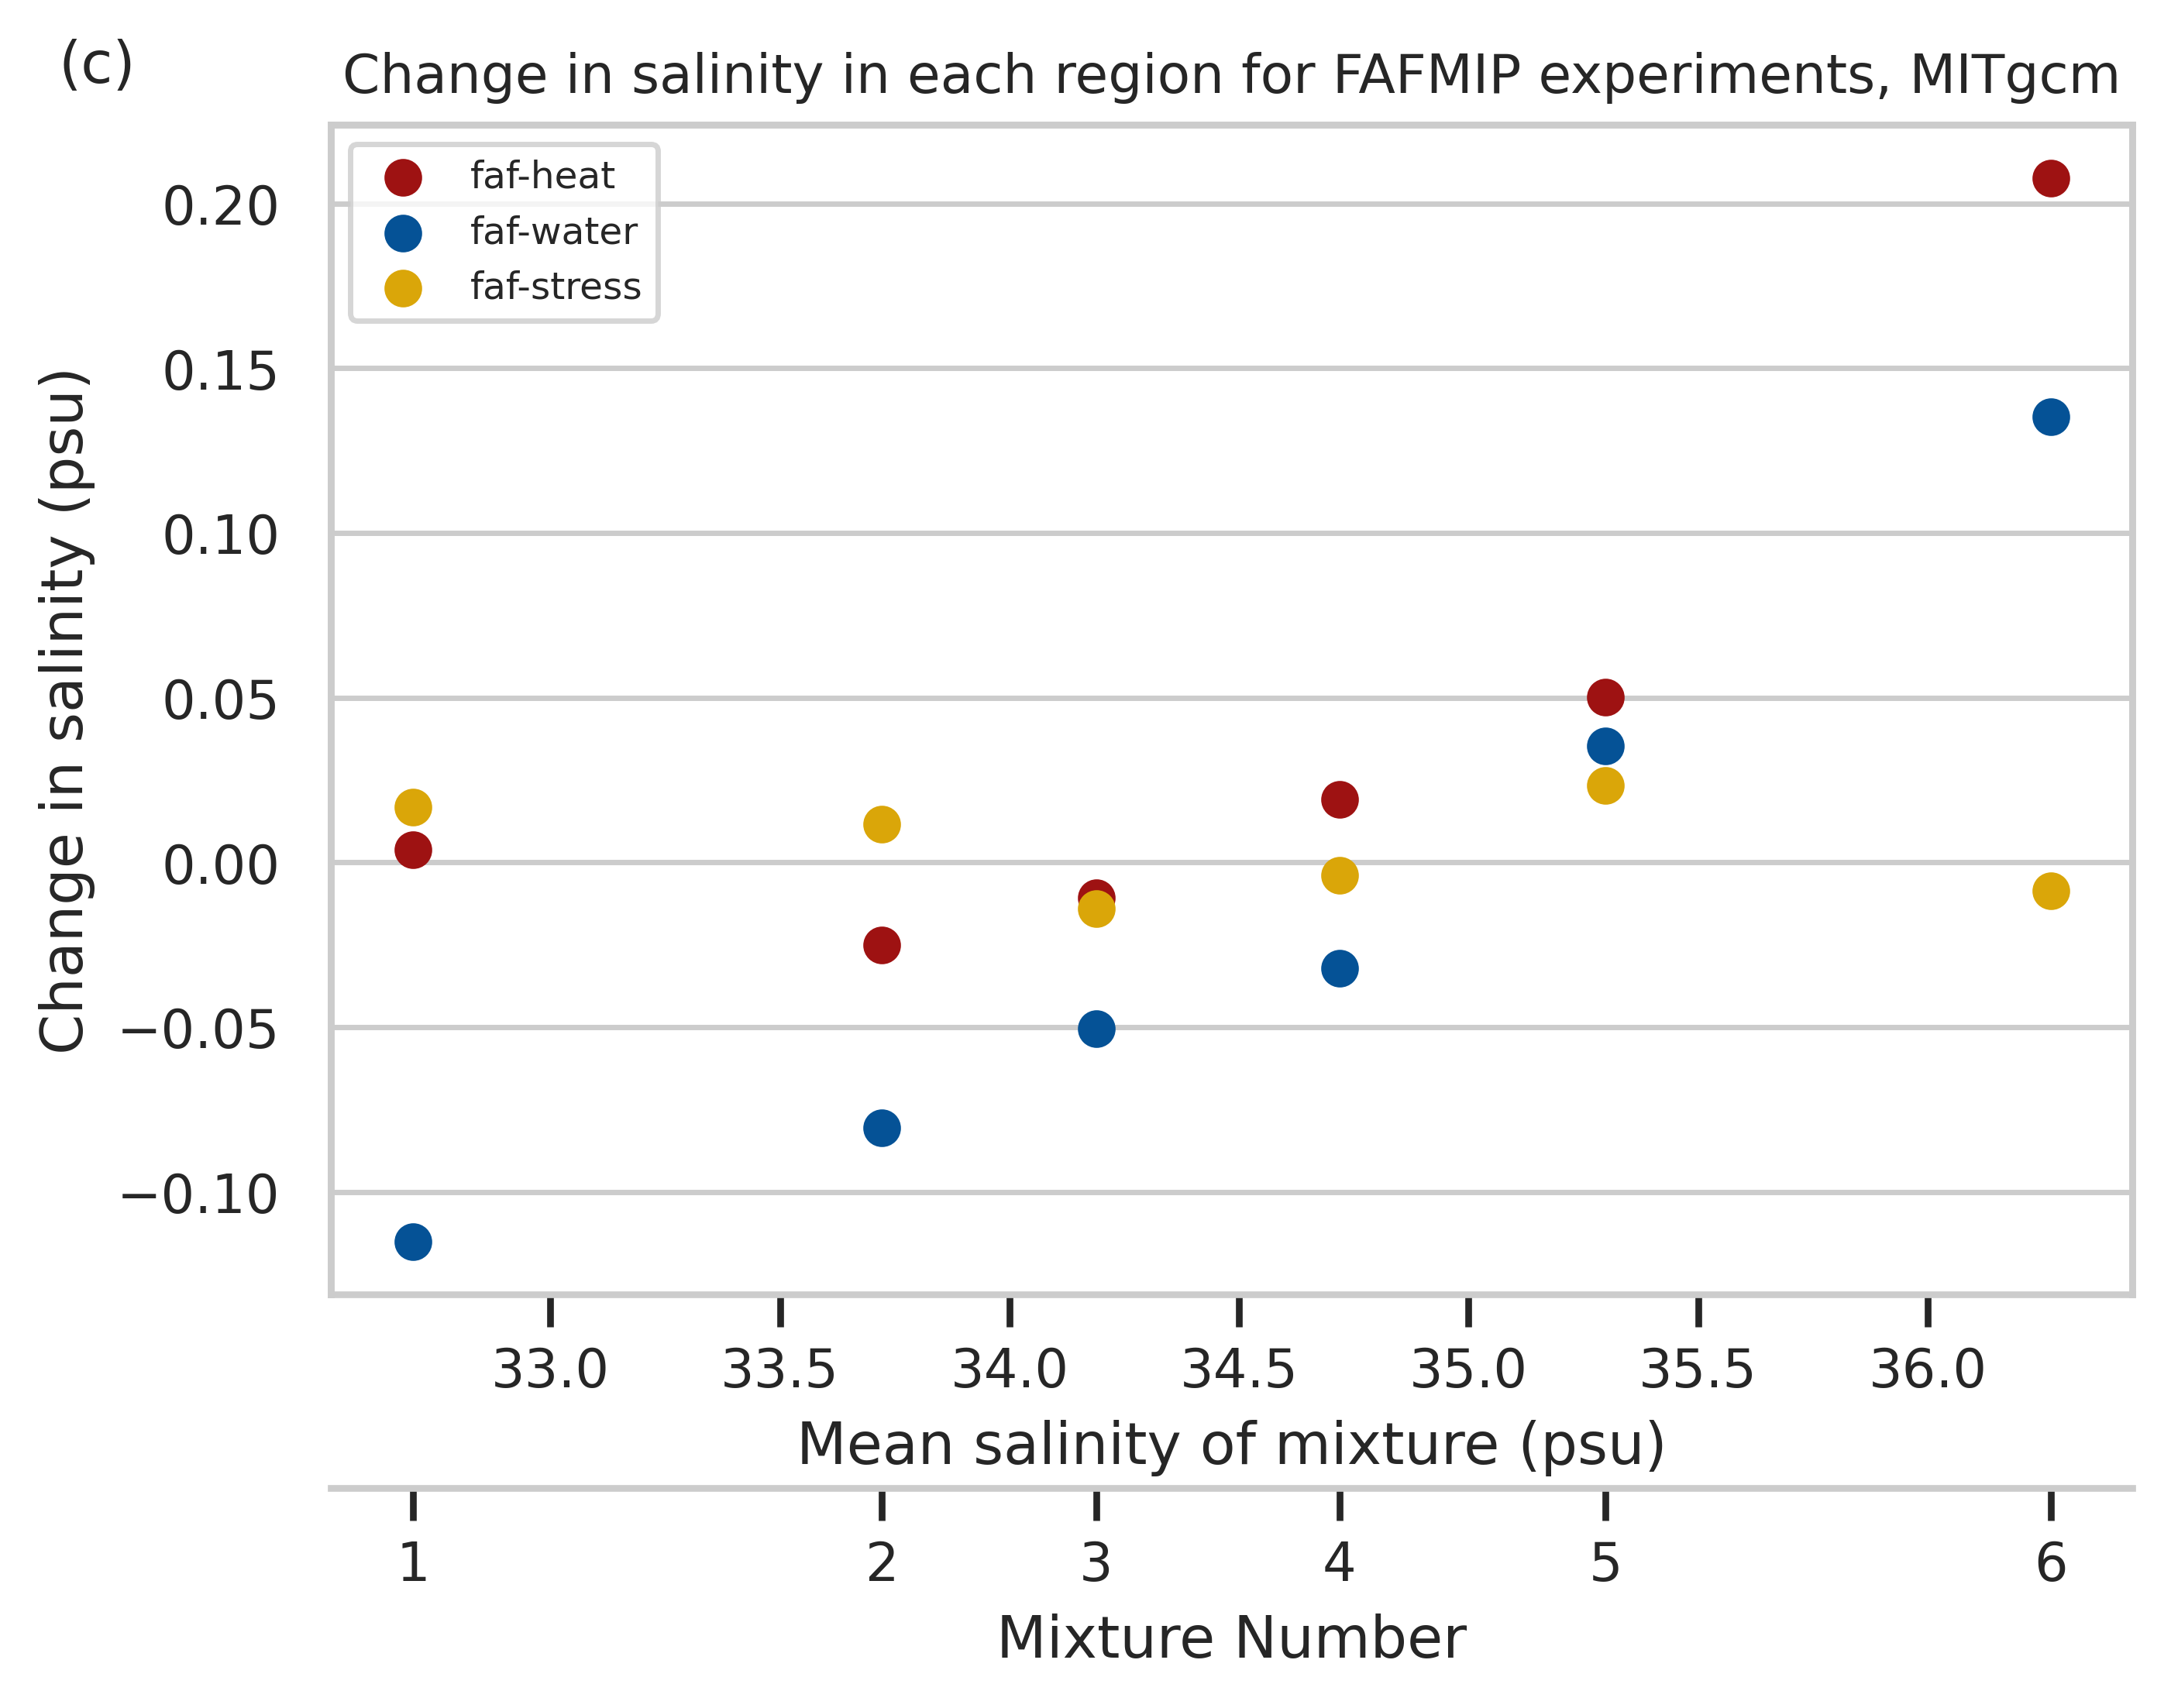 (c)
Change in salinity in each region for FAFMIP experiments, MITgcm
faf-heat
faf-water
faf-stress
Change in salinity (psu)
0.20
0.15
0.10
0.05
0.00
−0.05
−0.10
33.0 33.5 34.0 34.5 35.0 35.5 36.0
Mean salinity of mixture (psu)
1 2 3 4 5 6
Mixture Number